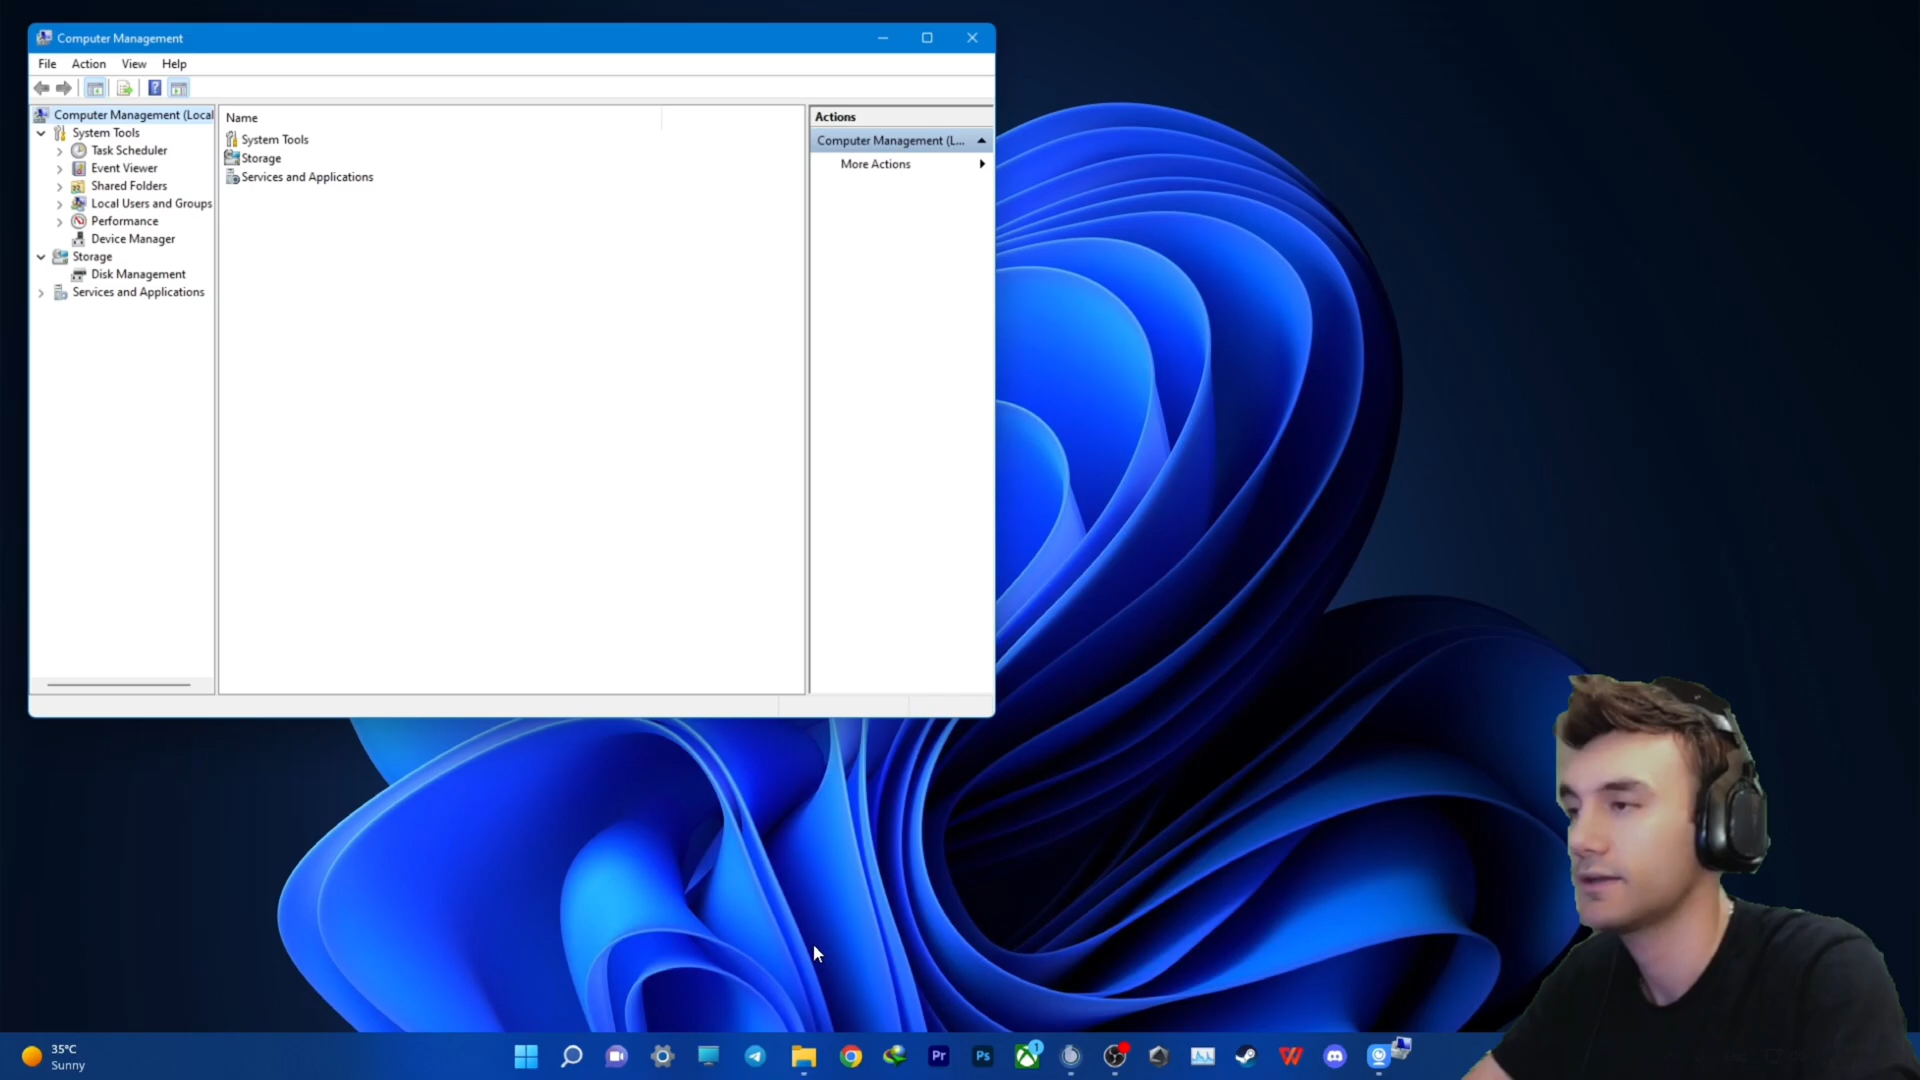 Computer Management
File Action View Help
Computer Management (Local
System Tools
Task Scheduler
Event Viewer
Shared Folders
Local Users and Groups
Performance
Device Manager
Storage
Disk Management
Services and Applications
Name
System Tools
Storage
Services and Applications
Actions
Computer Management (L...
More Actions
35°C
Sunny
Pr
Ps
1